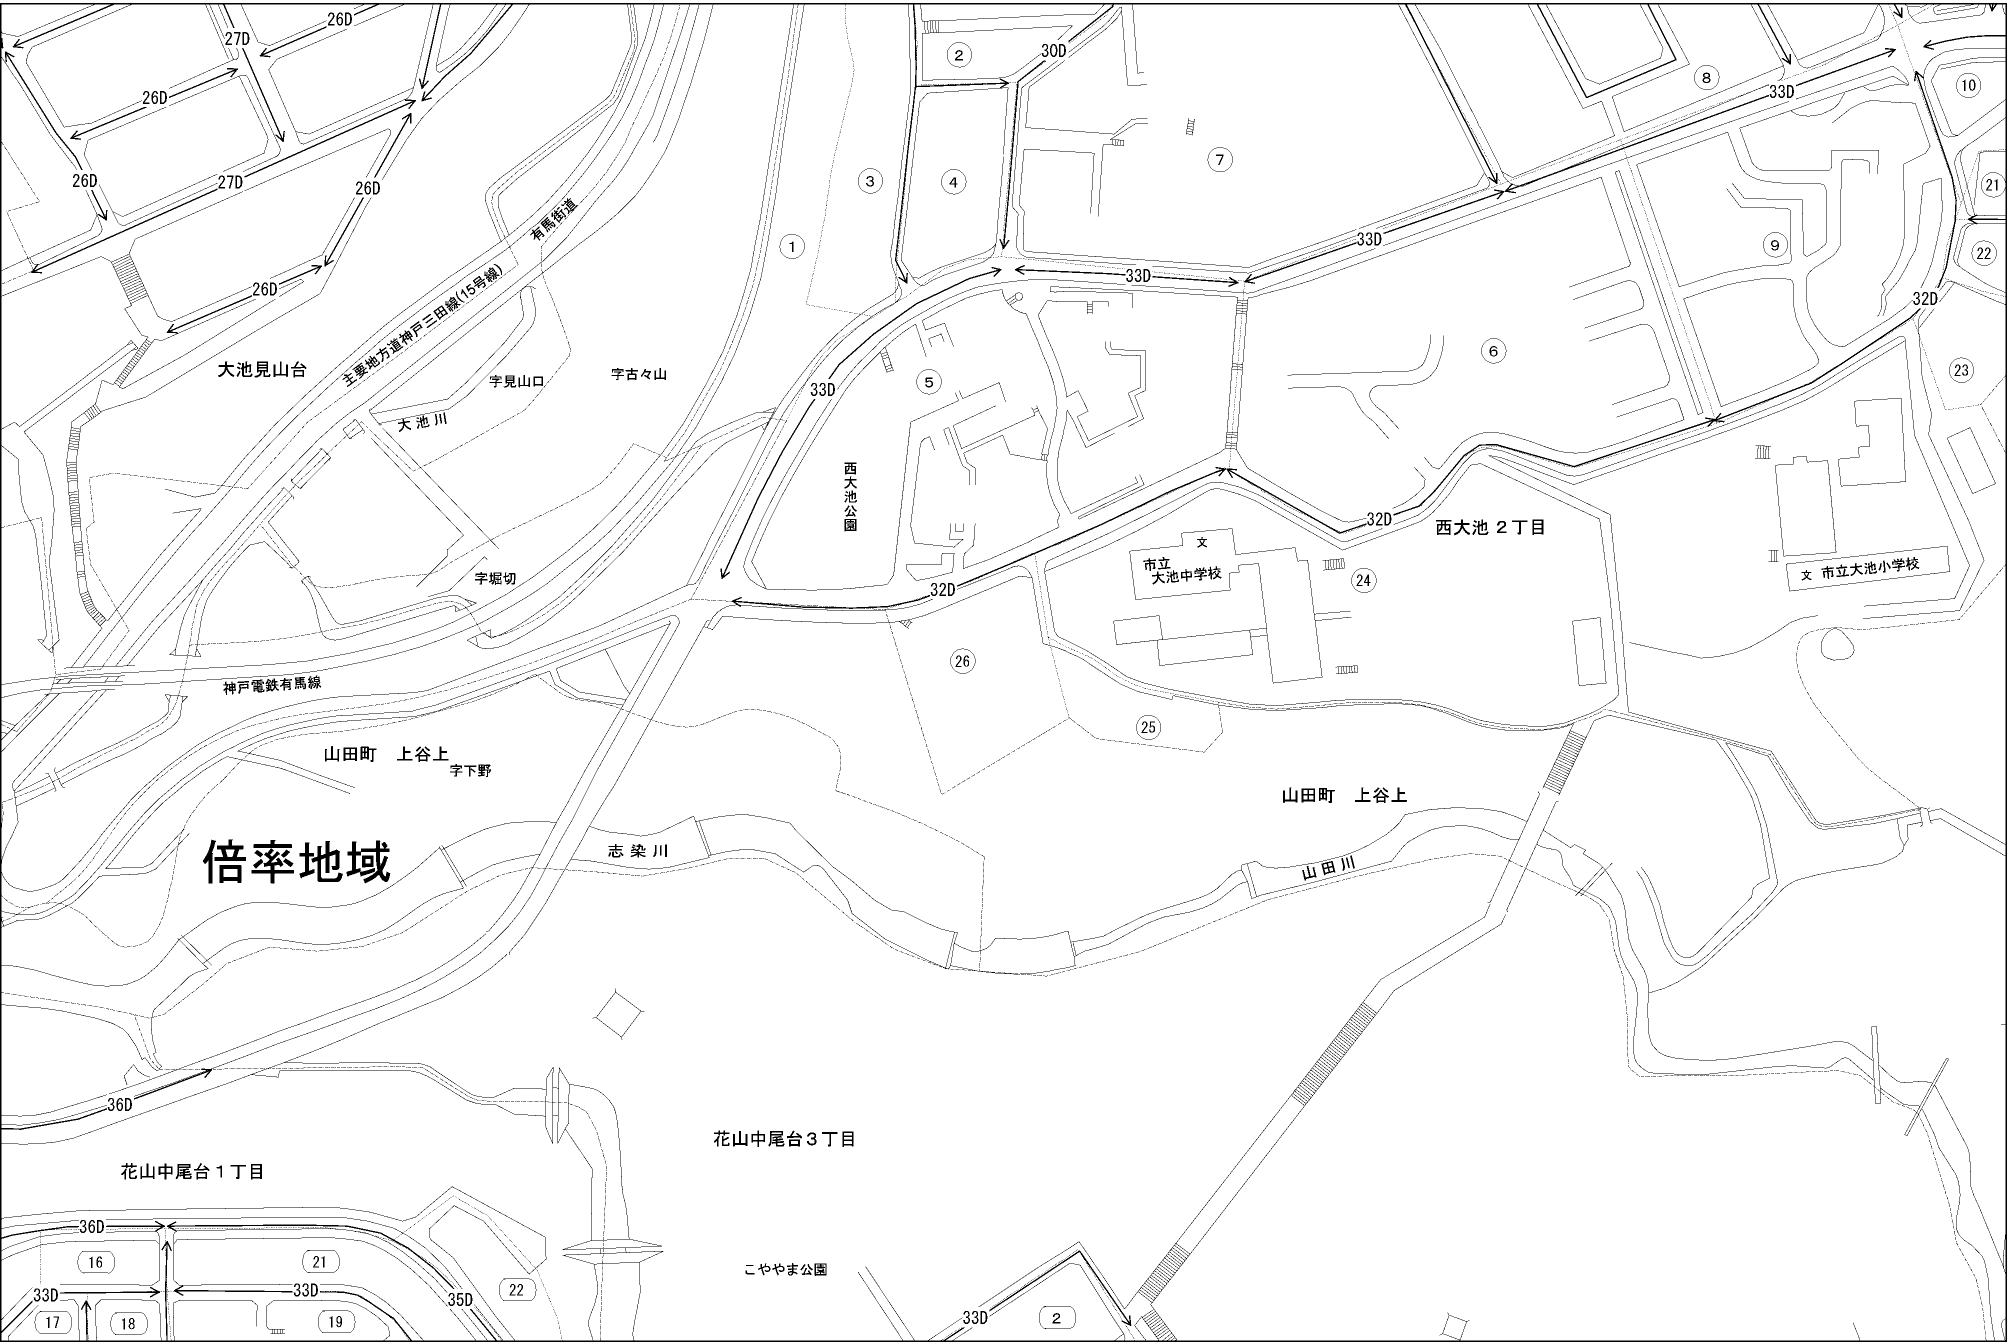 26D
27D
26D
26D
26D
27D
26D
26D
30D
33D
33D
33D
33D
33D
32D
32D
32D
②
③
④
①
⑤
⑥
⑦
⑧
⑨
⑩
21
22
23
24
25
26
有馬街道
主要地方道神戸三田線(15号線)
大池見山台
字見山口
字古々山
大池川
西大池公園
字堀切
西大池2丁目
文
市立
大池中学校
文 市立大池小学校
神戸電鉄有馬線
山田町 上谷上
字下野
山田町 上谷上
倍率地域
志染川
山田川
36D
花山中尾台3丁目
花山中尾台1丁目
36D
16
21
22
33D
33D
35D
17
18
19
こややま公園
33D
2